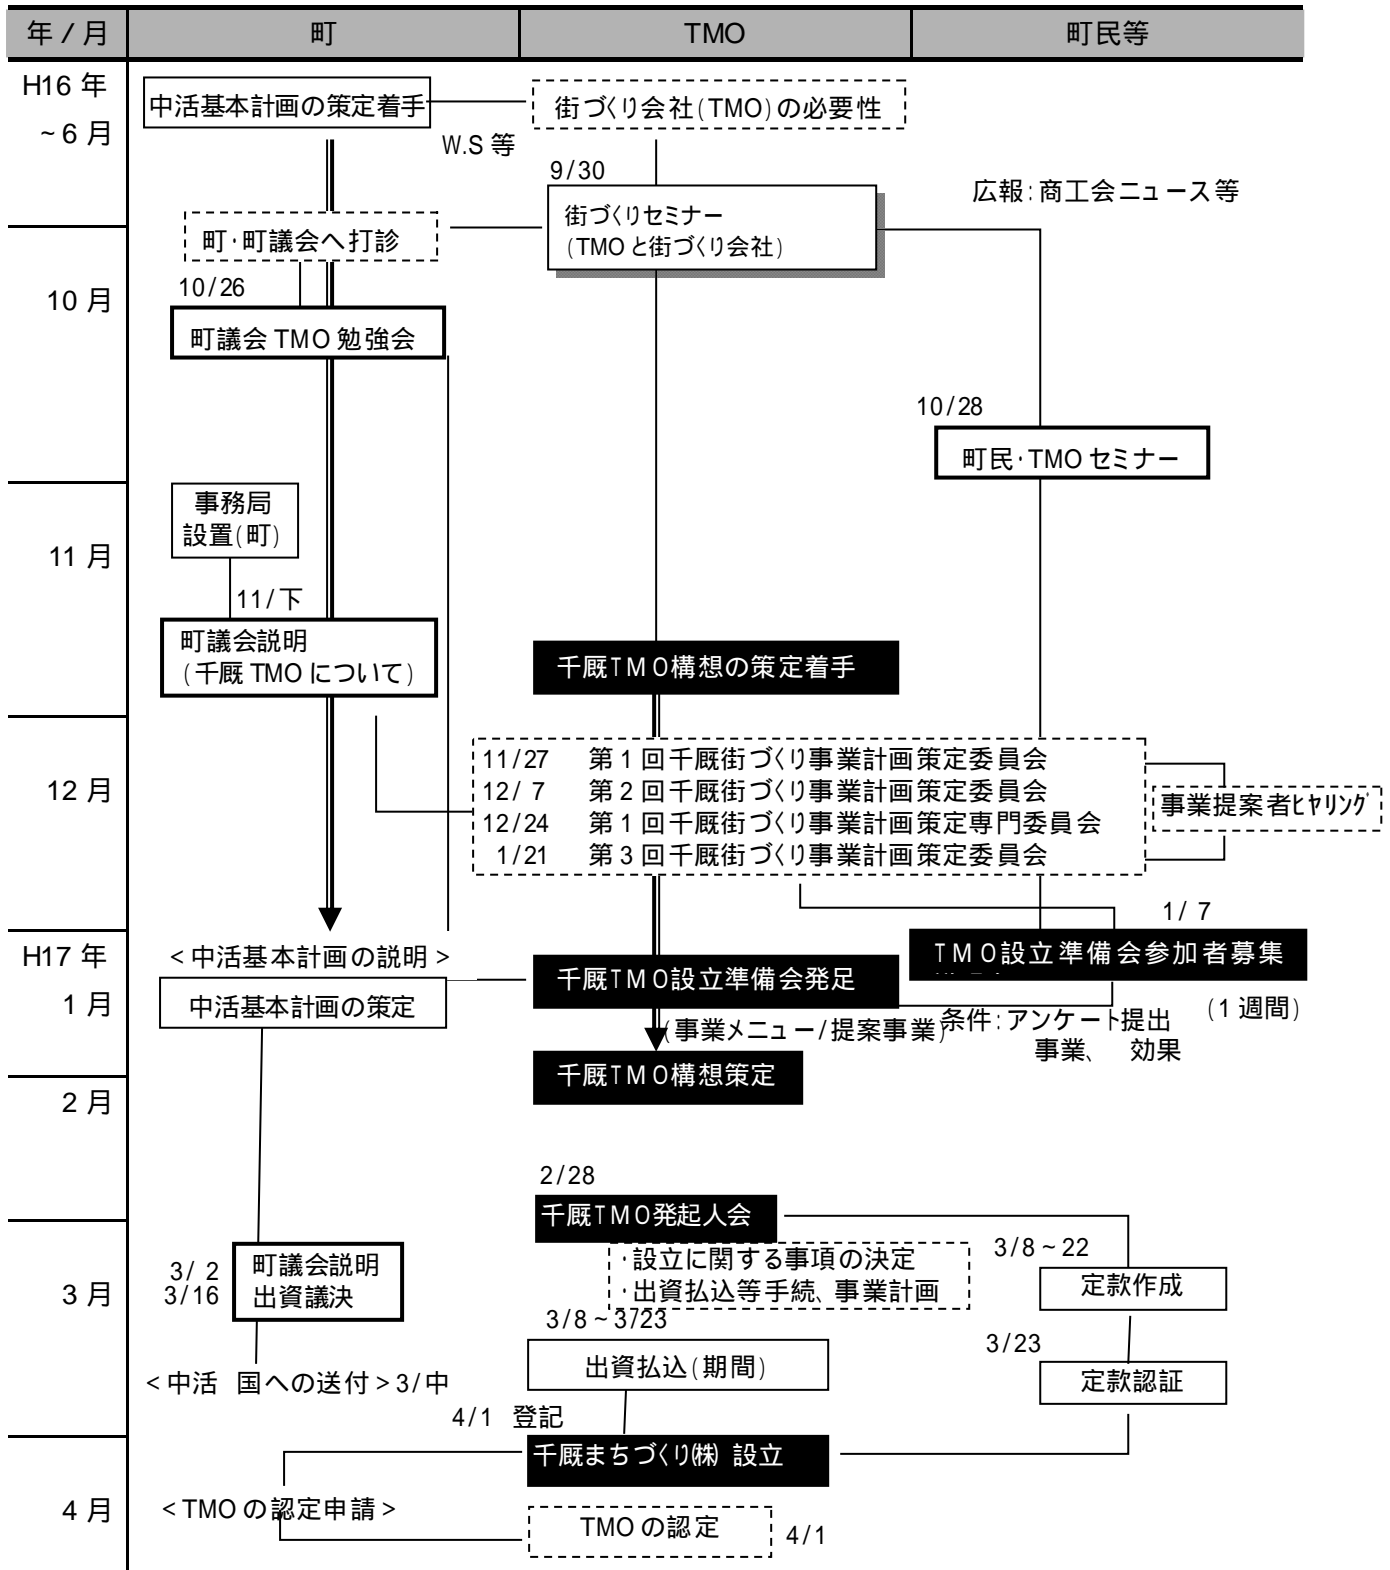 年/月 町 TMO 町民等
H16 年
~6 月
中活基本計画の策定着手
街づくり会社(TMO)の必要性
W.S 等
9/30
広報:商工会ニュース等
街づくりセミナー
(TMOと街づくり会社)
町・町議会へ打診
10 月
10/26
町議会 TMO 勉強会
10/28
町民・TMO セミナー
11 月
事務局
設置(町)
11/下
町議会説明
(千厩 TMO について)
千厩TMO構想の策定着手
12 月
11/27 第1回千厩街づくり事業計画策定委員会
12/ 7 第2回千厩街づくり事業計画策定委員会
12/24 第1回千厩街づくり事業計画策定専門委員会
1/21 第3回千厩街づくり事業計画策定委員会
事業提案者ヒヤリング
1/ 7
H17 年
1 月
<中活基本計画の説明>
中活基本計画の策定
千厩TMO設立準備会発足
TMO設立準備会参加者募集
(1週間)
(事業メニュー/提案事業)
条件:アンケート提出
事業、 効果
千厩TMO構想策定
2 月
2/28
千厩TMO発起人会
・設立に関する事項の決定
・出資払込等手続、事業計画
3 月
3/ 2
3/16
町議会説明
出資議決
3/8~22
定款作成
3/8~3/23
出資払込(期間)
3/23
定款認証
<中活 国への送付>3/中
4/1 登記
千厩まちづくり㈱ 設立
4 月
<TMOの認定申請>
TMOの認定
4/1